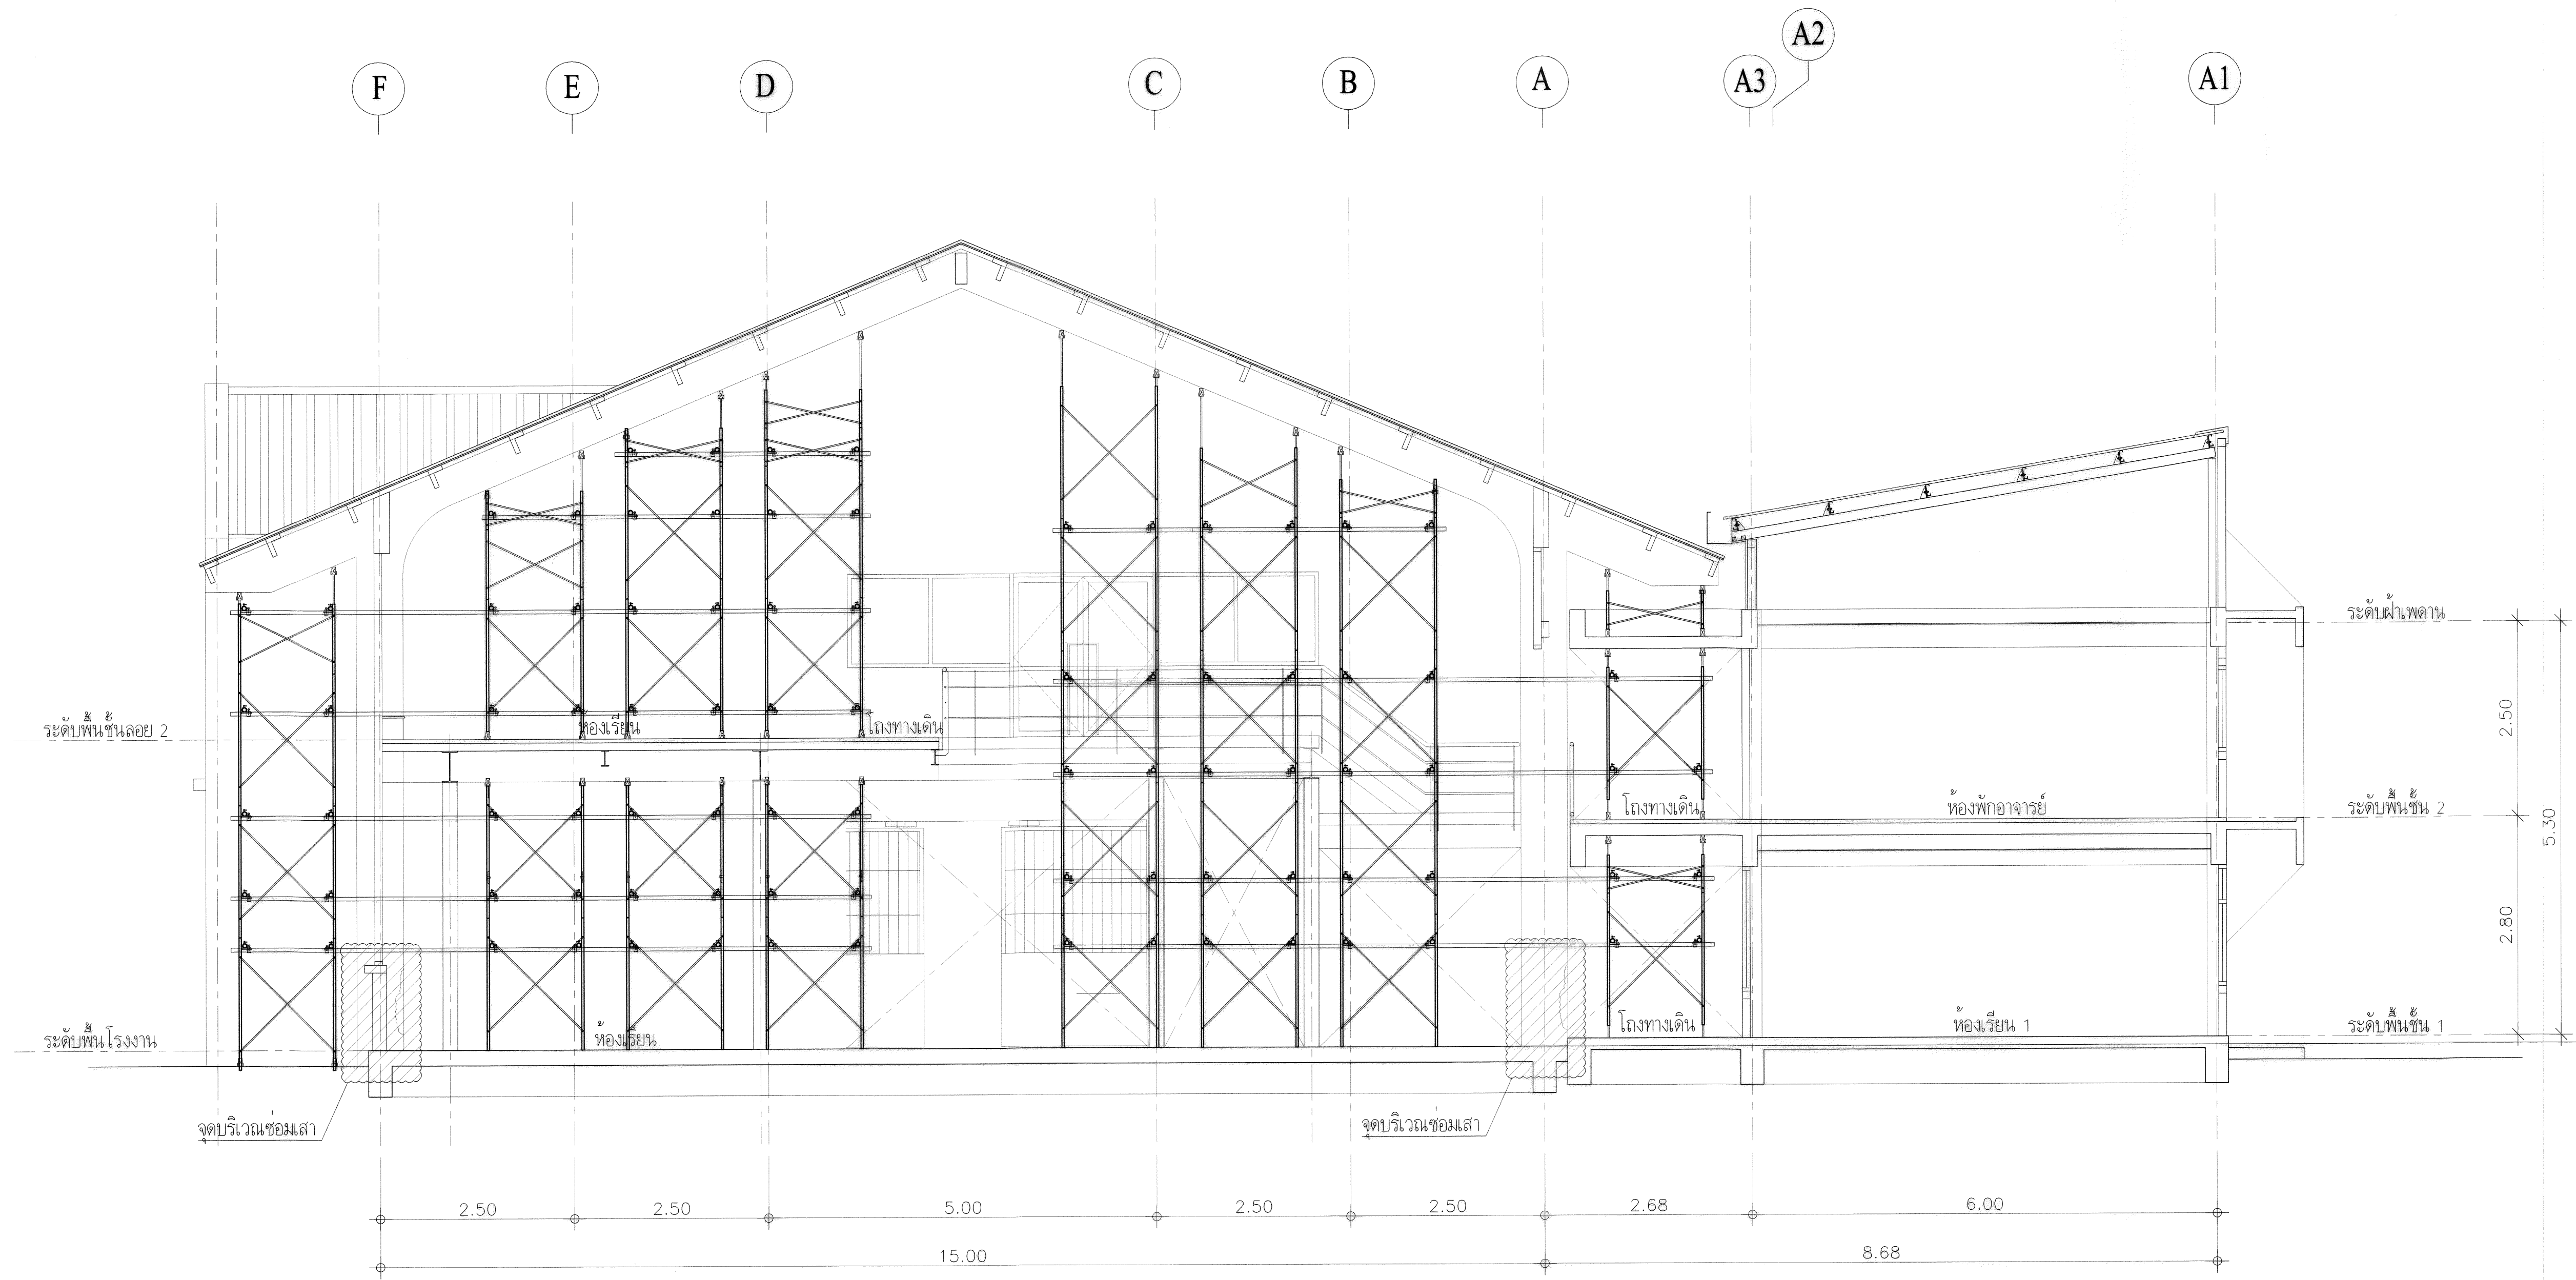 A2
F
E
D
C
B
A
A3
A1
ระดับฝ้าเพดาน
2.50
ระดับพื้นชั้นลอย 2
ห้องเรียน
โถงทางเดิน
โถงทางเดิน
ห้องพักอาจารย์
ระดับพื้นชั้น 2
5.30
2.80
ระดับพื้นโรงงาน
ห้องเรียน
โถงทางเดิน
ห้องเรียน 1
ระดับพื้นชั้น 1
จุดบริเวณซ่อมเสา
จุดบริเวณซ่อมเสา
2.50
2.50
5.00
2.50
2.50
2.68
6.00
15.00
8.68